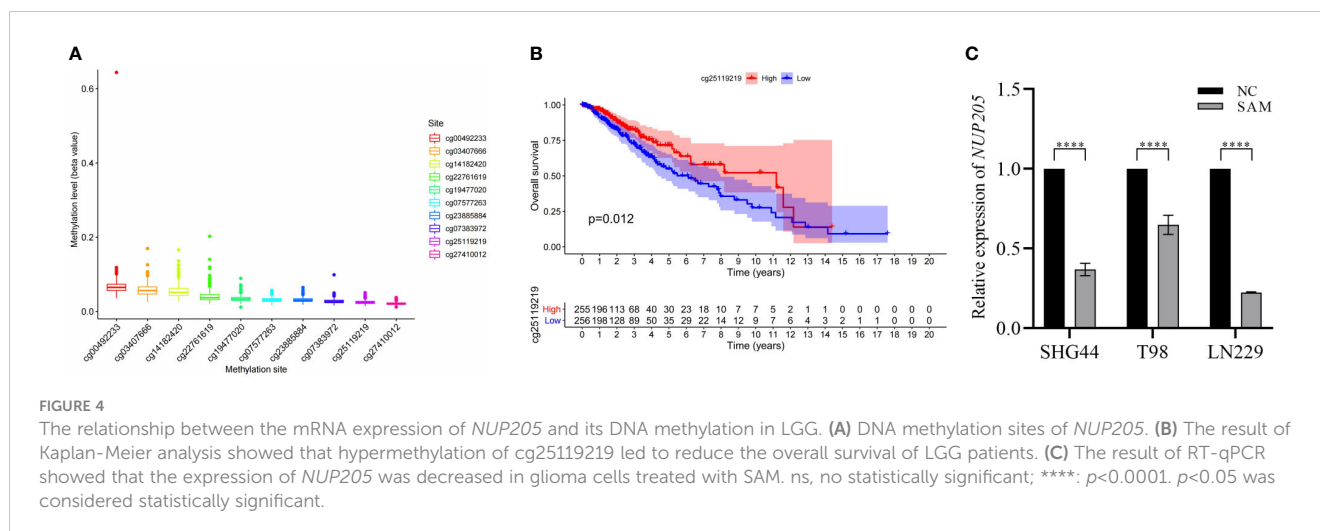 A
Methylation level (beta value)
0.6
0.4
0.2
0.0
cg00492233
cg03407666
cg14182420
cg22761619
cg19477020
cg07577263
cg23885884
cg07383972
cg25119219
cg27410012
Methylation site
Site
cg00492233
cg03407666
cg14182420
cg22761619
cg19477020
cg07577263
cg23885884
cg07383972
cg25119219
cg27410012
B
cg25119219 High Low
Overall survival
1.00
0.75
0.50
0.25
0.00
p=0.012
0 1 2 3 4 5 6 7 8 9 10 11 12 13 14 15 16 17 18 19 20
Time (years)
cg25119219
High 255 196 113 68 40 30 23 18 10 7 7 5 2 1 1 0 0 0 0 0 0
Low 256 198 128 89 50 35 29 22 14 12 9 7 6 4 3 2 1 1 0 0 0
0 1 2 3 4 5 6 7 8 9 10 11 12 13 14 15 16 17 18 19 20
Time (years)
C
Relative expression of NUP205
1.5
1.0
0.5
0.0
NC
SAM
**** **** ****
SHG44 T98 LN229
FIGURE 4
The relationship between the mRNA expression of NUP205 and its DNA methylation in LGG. (A) DNA methylation sites of NUP205. (B) The result of
Kaplan-Meier analysis showed that hypermethylation of cg25119219 led to reduce the overall survival of LGG patients. (C) The result of RT-qPCR
showed that the expression of NUP205 was decreased in glioma cells treated with SAM. ns, no statistically significant; ****: p<0.0001. p<0.05 was
considered statistically significant.